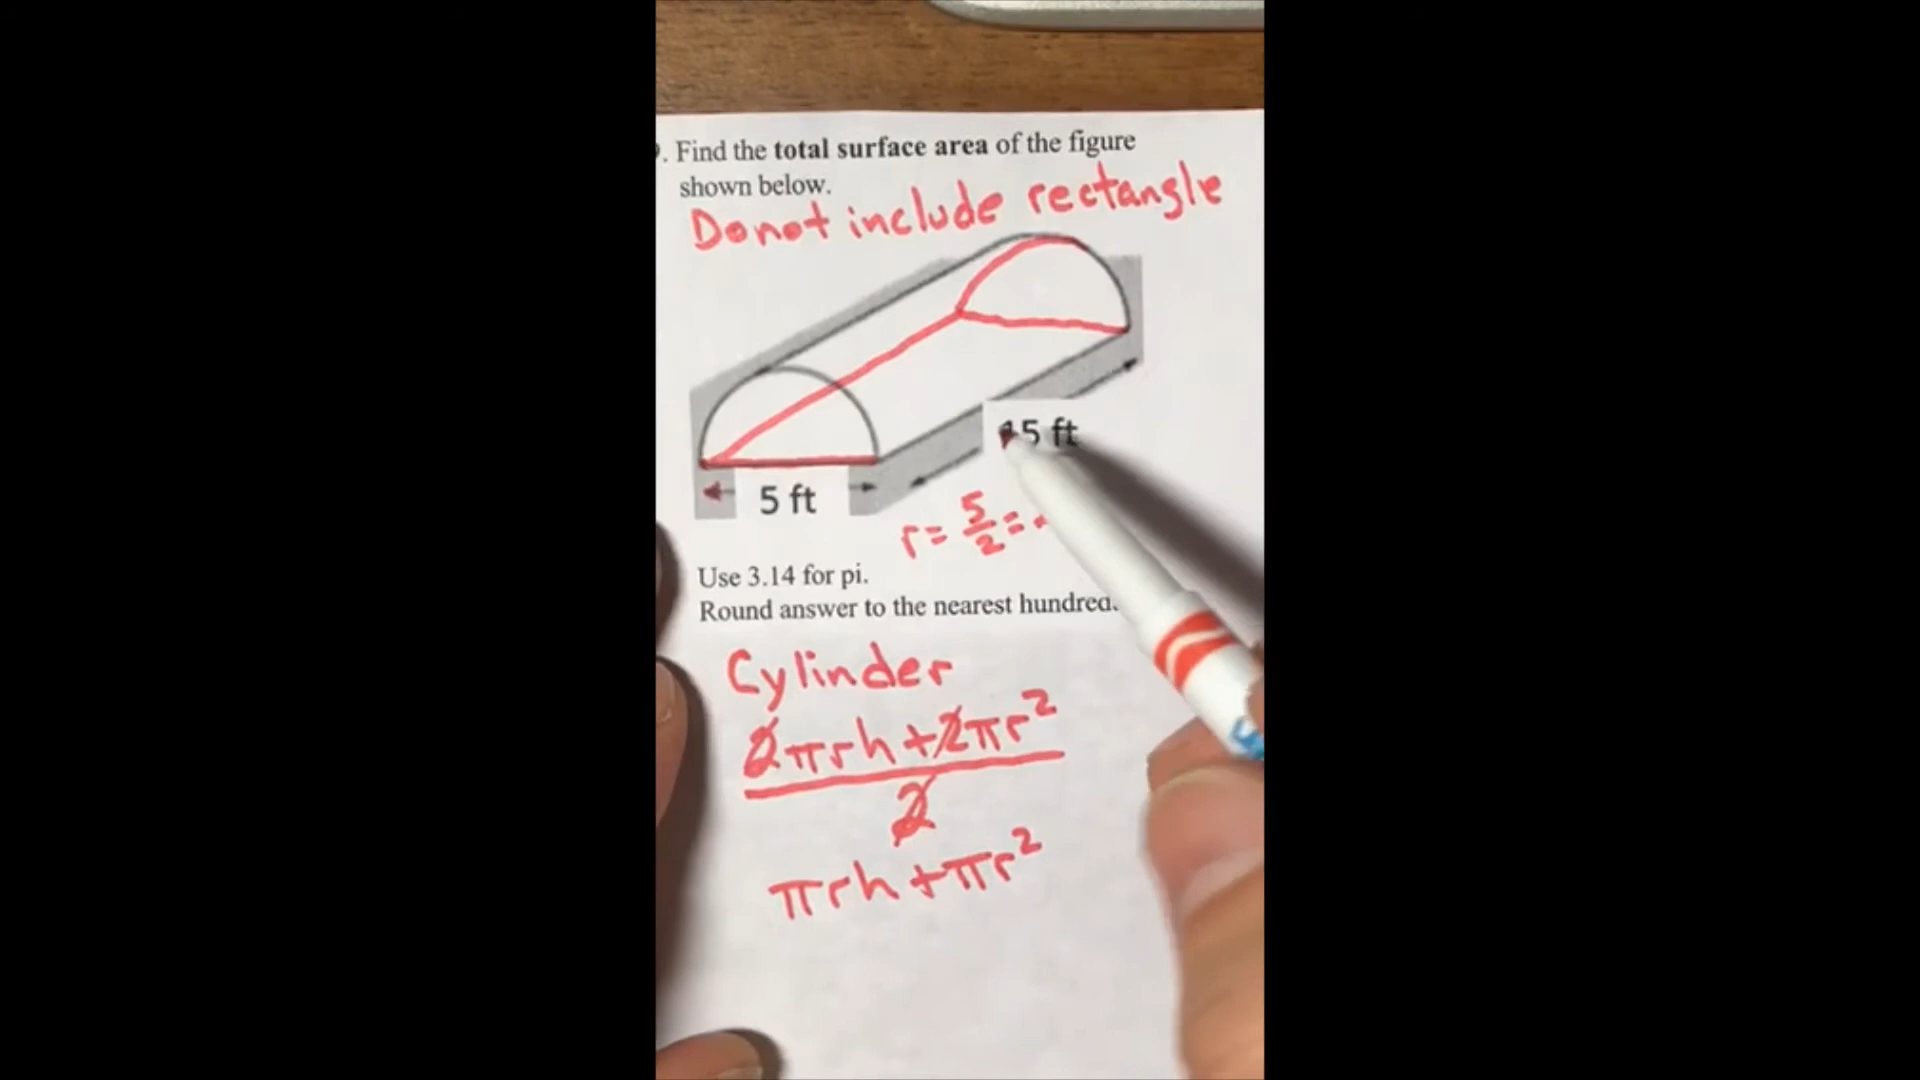 . Find the total surface area of the figure
shown below.
Do not include rectangle
15 ft
5 ft
r = 5/2 =
Use 3.14 for pi.
Round answer to the nearest
Cylinder
2πrh+2πr²
2
πrh+πr²